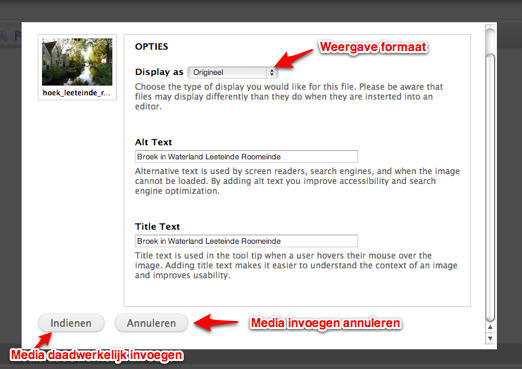 OPTIES
Weergave formaat
Display as Origineel
hoek_leeteinde_r...
Choose the type of display you would like for this file. Please be aware that
files may display differently than they do when they are insterted into an
editor.
Alt Text
Broek in Waterland Leeteinde Roomeinde
Alternative text is used by screen readers, search engines, and when the image
cannot be loaded. By adding alt text you improve accessibility and search
engine optimization.
Title Text
Broek in Waterland Leeteinde Roomeinde
Title text is used in the tool tip when a user hovers their mouse over the
image. Adding title text makes it easier to understand the context of an image
and improves usability.
Indienen
Annuleren
Media invoegen annuleren
Media daadwerkelijk invoegen